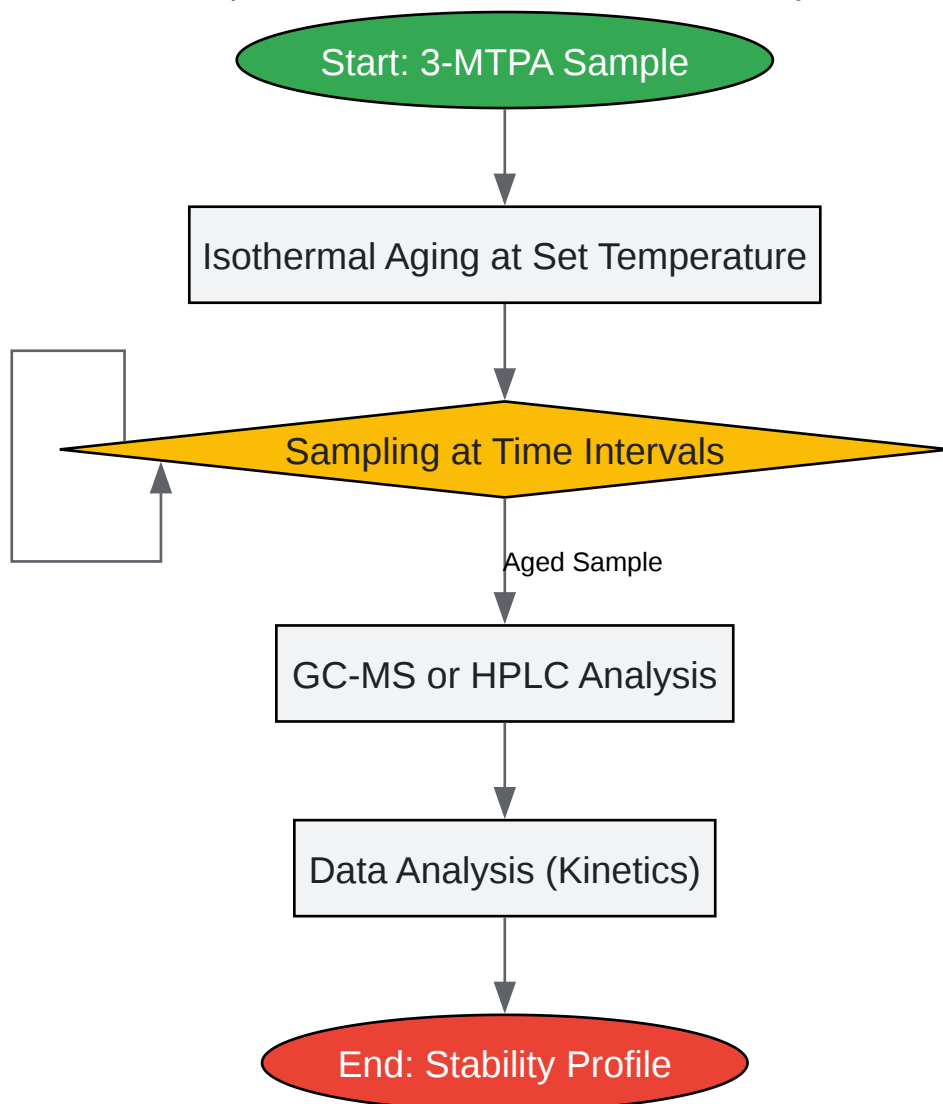 Start: 3-MTPA Sample
Isothermal Aging at Set Temperature
Sampling at Time Intervals
Aged Sample
GC-MS or HPLC Analysis
Data Analysis (Kinetics)
End: Stability Profile